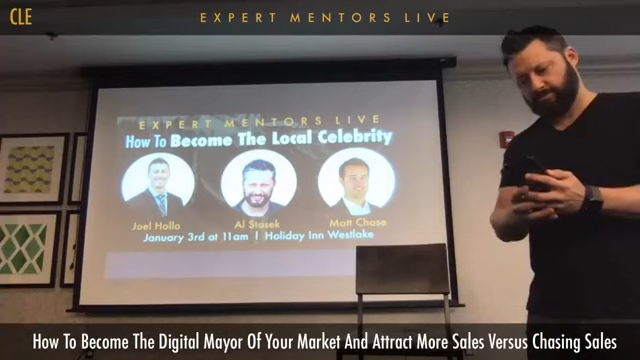 CLE
EXPERT MENTORS LIVE
EXPERT MENTORS LIVE
How To Become The Local Celebrity
Joel Hollo
Al Stasek
Matt Chase
January 3rd at 11am | Holiday Inn Westlake
How To Become The Digital Mayor Of Your Market And Attract More Sales Versus Chasing Sales